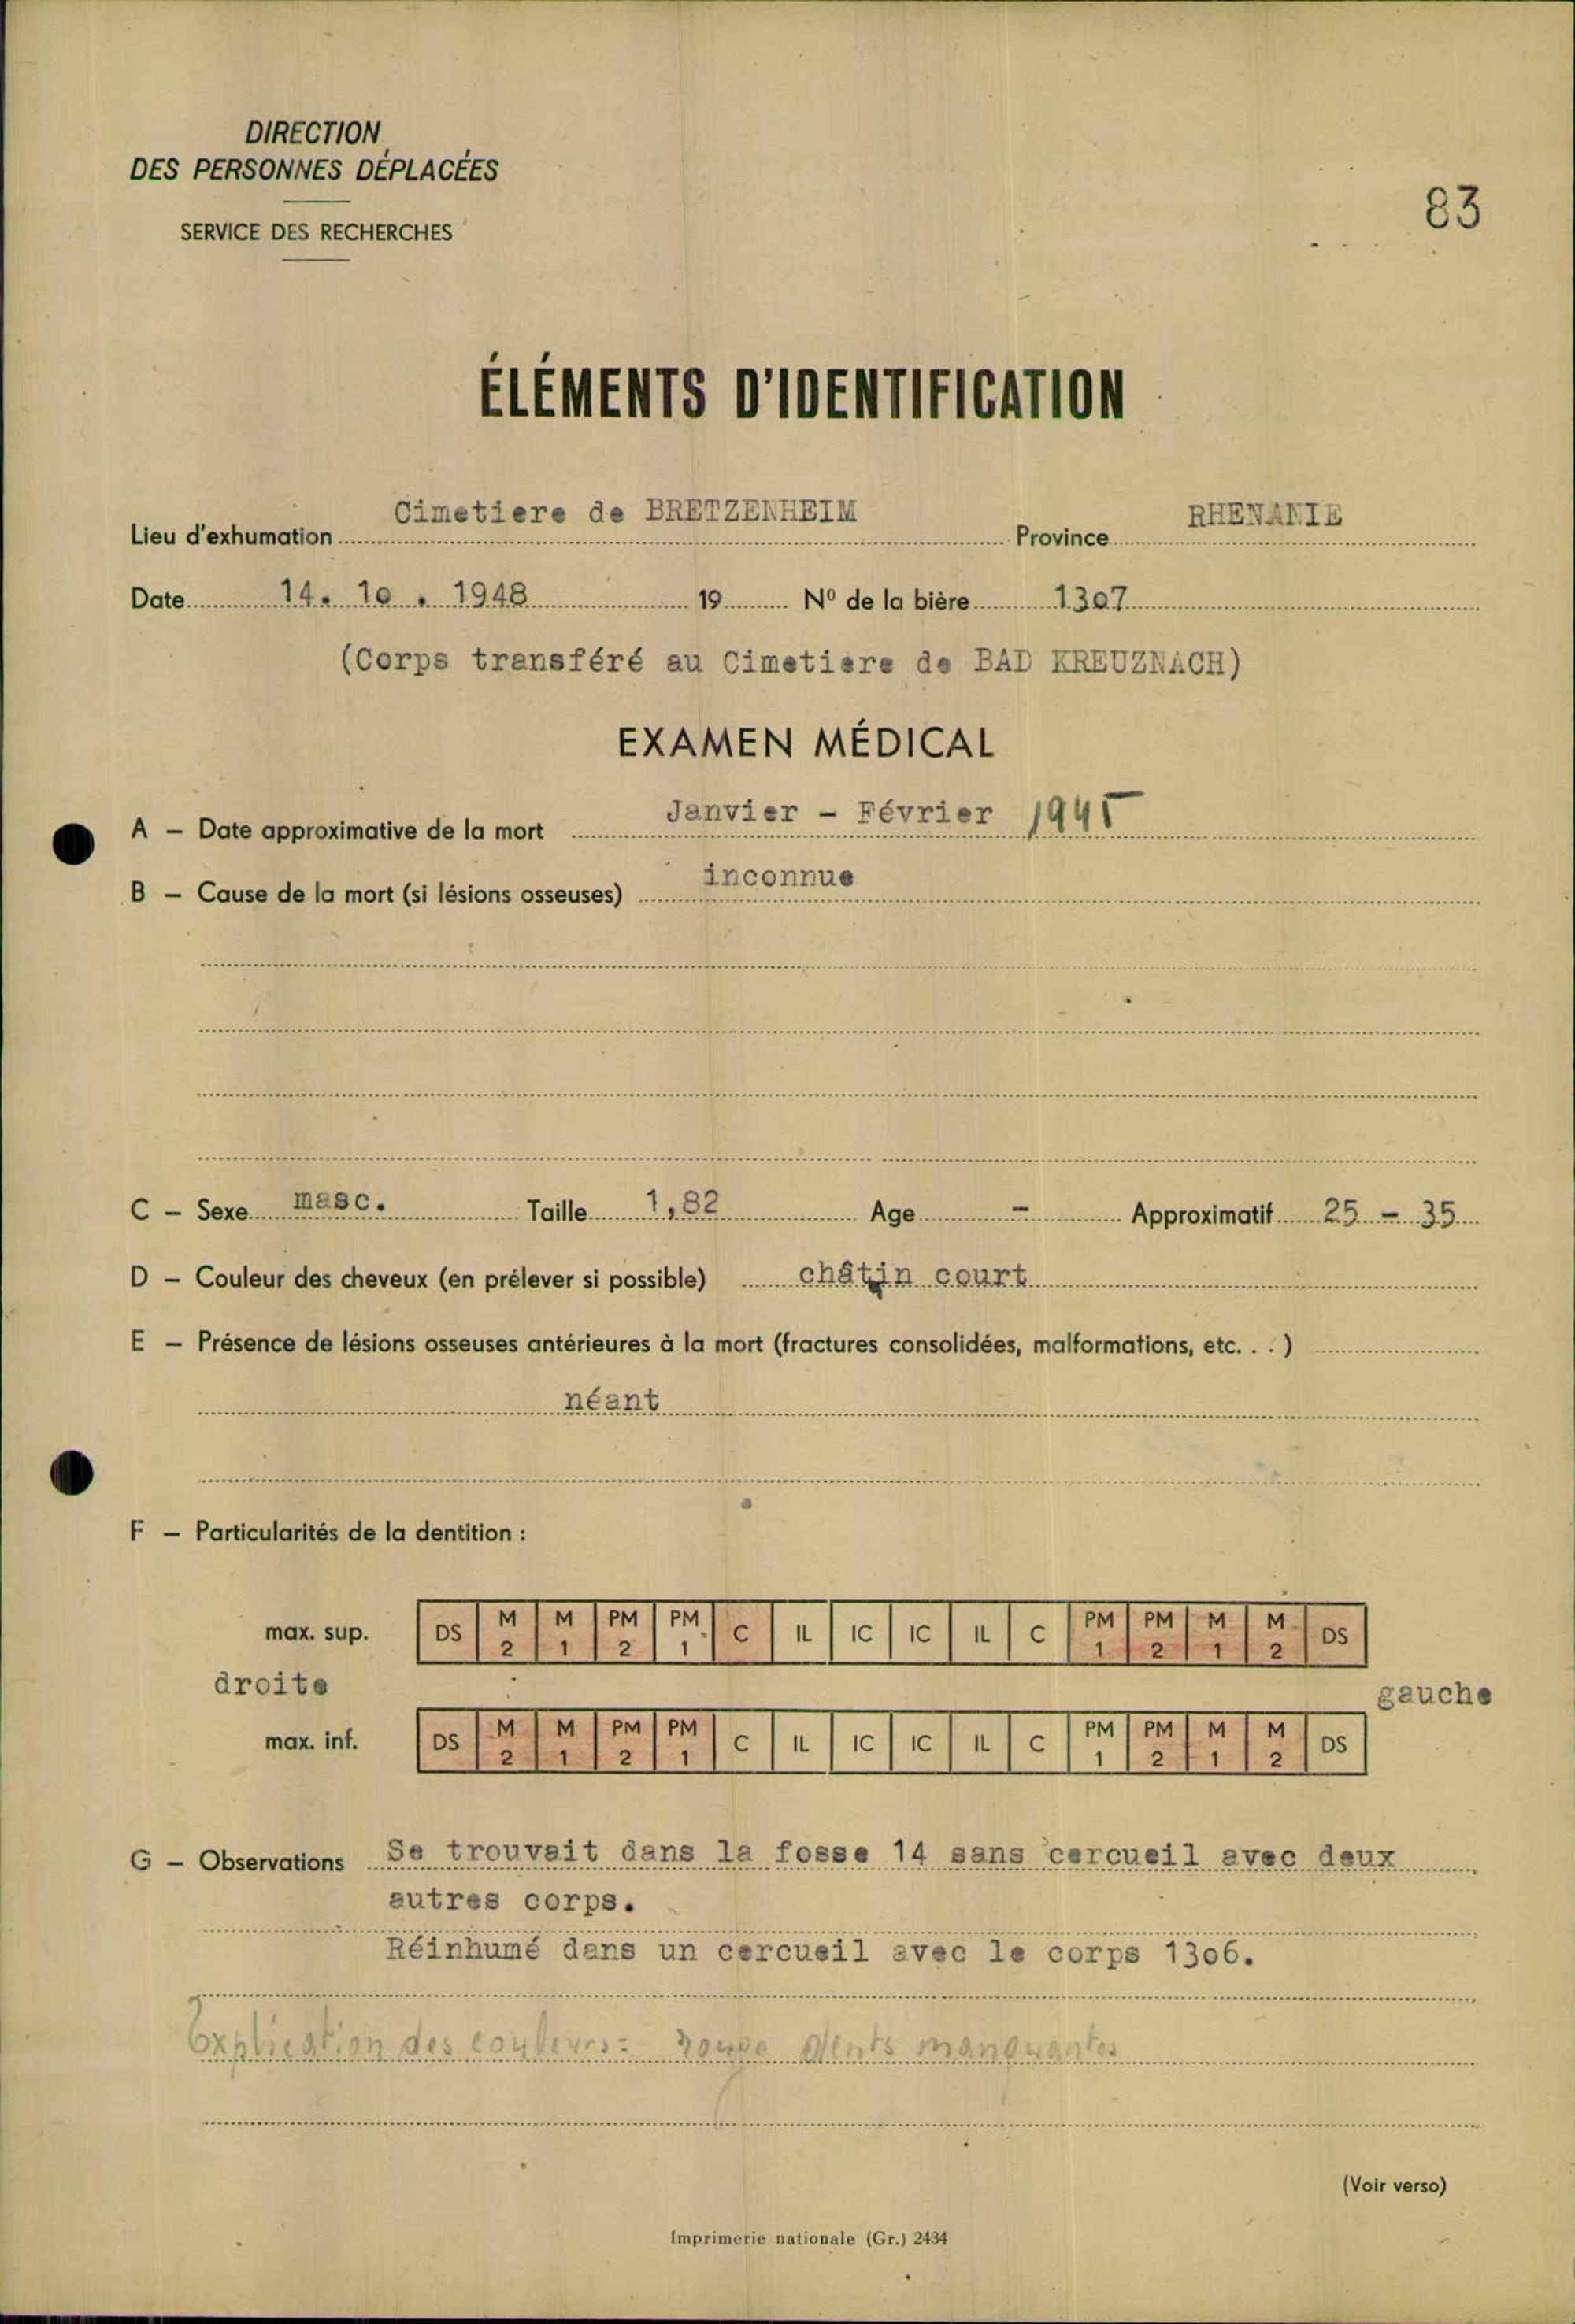 DIRECTION
DES PERSONNES DÉPLACÉES
SERVICE DES RECHERCHES
83
ÉLÉMENTS D'IDENTIFICATION
Lieu d'exhumation Cimetiere de BRETZENHEIM Province RHENANIE
Date 14. 1o . 1948 19 Nº de la bière 13o7
(Corps transféré au Cimetiere de BAD KREUZNACH)
EXAMEN MÉDICAL
A – Date approximative de la mort Janvier - Février 1945
B – Cause de la mort (si lésions osseuses) inconnue
C – Sexe masc. Taille 1,82 Age - Approximatif 25 - 35
D – Couleur des cheveux (en prélever si possible) châtin court
E – Présence de lésions osseuses antérieures à la mort (fractures consolidées, malformations, etc. . . )
néant
F – Particularités de la dentition :
max. sup. DS M 2 M 1 PM 2 PM 1 C IL IC IC IL C PM 1 PM 2 M 1 M 2 DS
droite gauche
max. inf. DS M 2 M 1 PM 2 PM 1 C IL IC IC IL C PM 1 PM 2 M 1 M 2 DS
G – Observations Se trouvait dans la fosse 14 sans cercueil avec deux
autres corps.
Réinhumé dans un cercueil avec le corps 13o6.
Explication des couleurs: rouge dents manquantes
(Voir verso)
Imprimerie nationale (Gr.) 2434